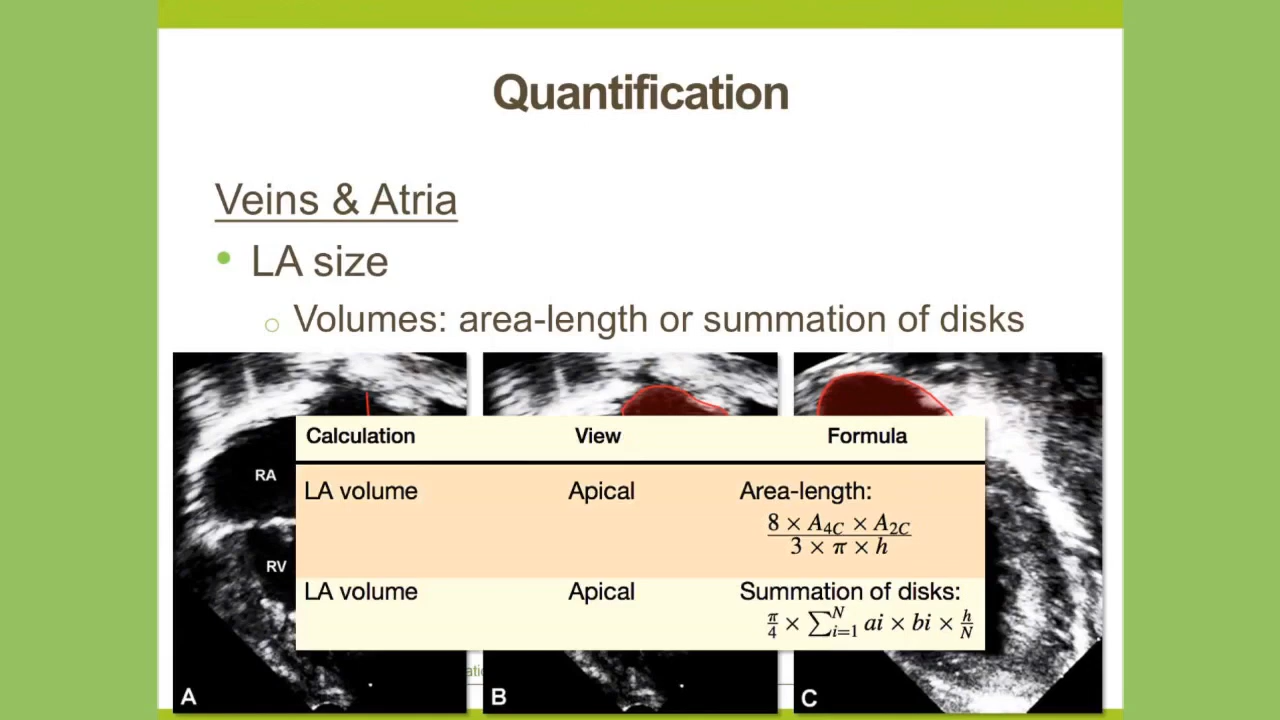 Quantification
Veins & Atria
• LA size
o Volumes: area-length or summation of disks
Calculation View Formula
RA
LA volume Apical Area-length:
8 × A4C × A2C
3 × π × h
RV
LA volume Apical Summation of disks:
π/4 × ∑_{i=1}^{N} ai × bi × h/N
A
B
C